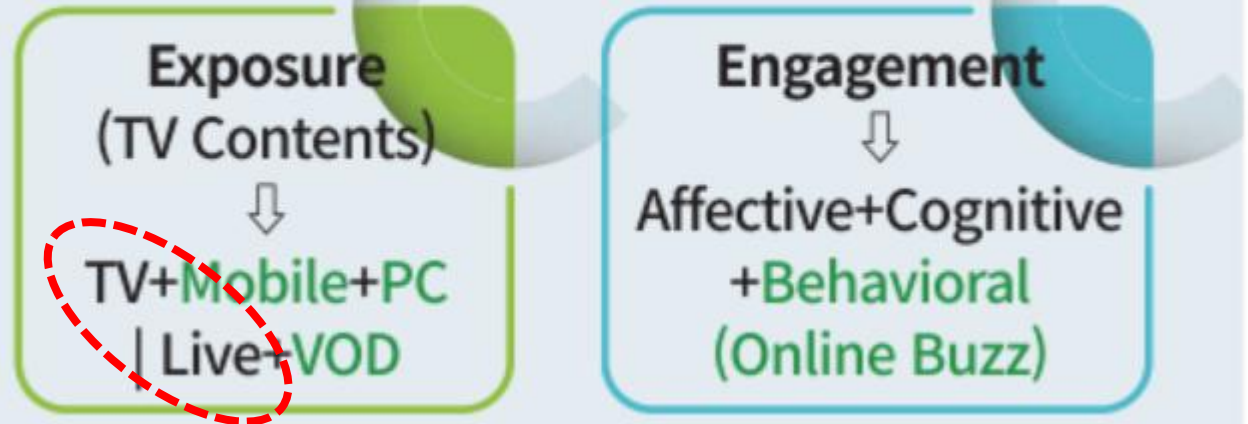 Exposure
(TV Contents)
⇩
TV+Mobile+PC
| Live+VOD
Engagement
⇩
Affective+Cognitive
+Behavioral
(Online Buzz)